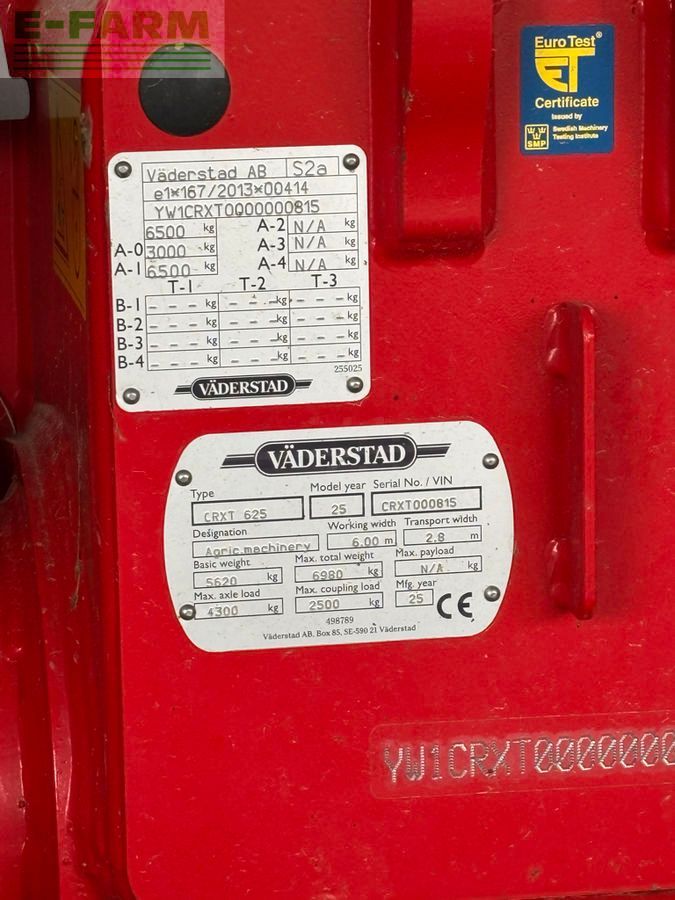 E-FARM
Euro Test®
ET
Certificate
Issued by
SMP
Swedish Machinery
Testing Institute
Väderstad AB S2a
e1*167/2013*00414
YW1CRXT0000000815
6500 kg A-2 N/A kg
A-0 3000 kg A-3 N/A kg
A-1 6500 kg A-4 N/A kg
T-1 T-2 T-3
B-1 --- kg --- kg --- kg
B-2 --- kg --- kg --- kg
B-3 --- kg --- kg --- kg
B-4 --- kg --- kg --- kg
255025
VÄDERSTAD
VÄDERSTAD
Type Model year Serial No. / VIN
CRXT 625 25 CRXT000815
Designation Working width Transport width
Agric.machinery 6.00 m 2.8 m
Basic weight Max. total weight Max. payload
5620 kg 6980 kg N/A kg
Max. axle load Max. coupling load Mfg. year
4300 kg 2500 kg 25 CE
498789
Väderstad AB, Box 85, SE-590 21 Väderstad
YW1CRXT0000000